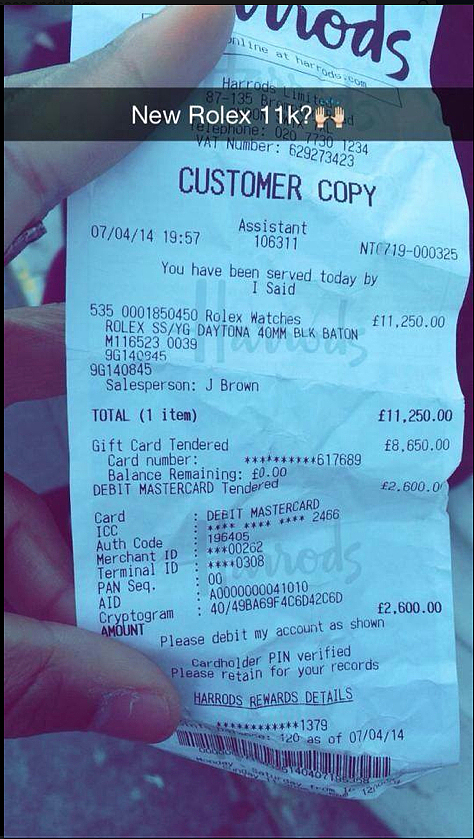 rrods
online at harrods.com
Harrods Limited
87-135
New Rolex 11k?🙌🏼
Telephone: 020 7730 1234
VAT Number: 629273423
CUSTOMER COPY
07/04/14 19:57 Assistant 106311 NT0719-000325
You have been served today by
I Said
535 0001850450 Rolex Watches £11,250.00
ROLEX SS/YG DAYTONA 40MM BLK BATON
M116523 0039
9G140845
9G140845
Salesperson: J Brown
TOTAL (1 item) £11,250.00
Gift Card Tendered £8,650.00
Card number: **********617689
Balance Remaining: £0.00
DEBIT MASTERCARD Tendered £2,600.00
Card : DEBIT MASTERCARD
ICC : **** **** **** 2466
Auth Code : 196405
Merchant ID : ***00262
Terminal ID : ****0308
PAN Seq. : 00
AID : A0000000041010
Cryptogram : 40/49BA69F4C6D42C6D
AMOUNT £2,600.00
Please debit my account as shown
Cardholder PIN verified
Please retain for your records
HARRODS REWARDS DETAILS
************1379
120 as of 07/04/14
Monday - Saturday from